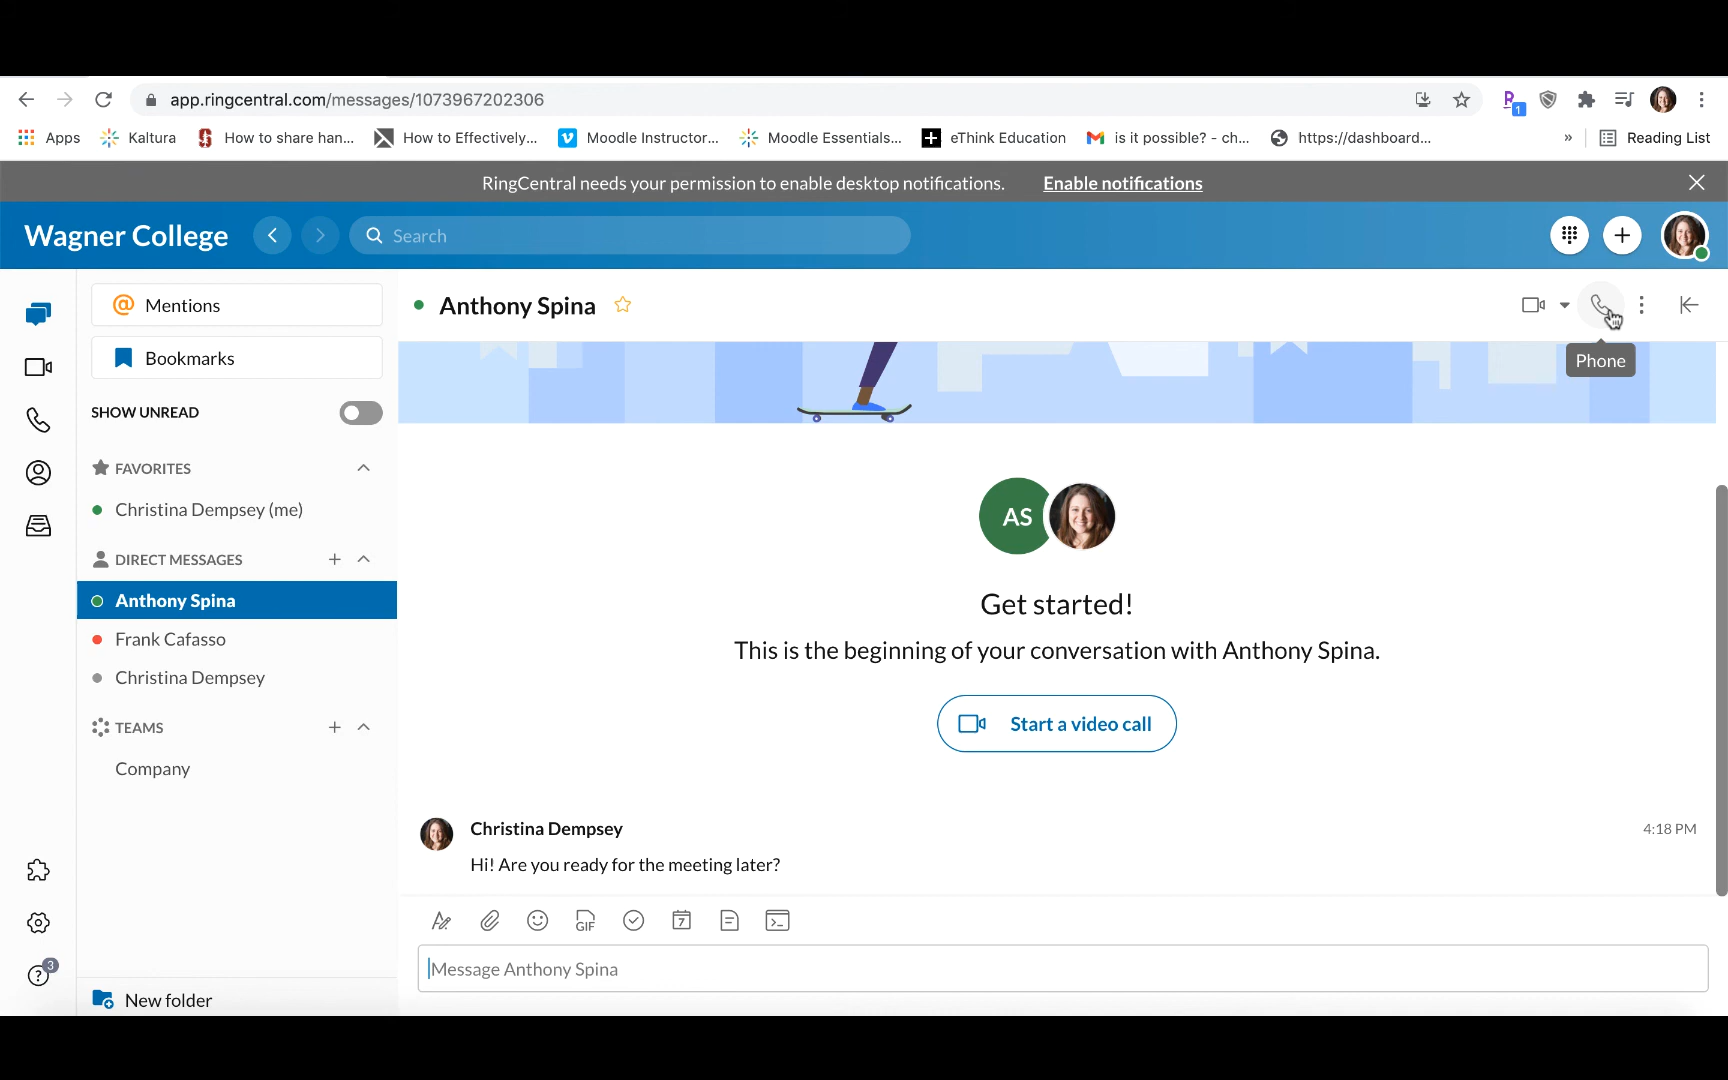 app.ringcentral.com/messages/1073967202306
1
Apps Kaltura How to share han... How to Effectively... Moodle Instructor... Moodle Essentials... eThink Education is it possible? - ch... https://dashboard... » Reading List
RingCentral needs your permission to enable desktop notifications. Enable notifications
Wagner College Search
Mentions
Anthony Spina
Bookmarks
Phone
SHOW UNREAD
FAVORITES
Christina Dempsey (me)
AS
DIRECT MESSAGES
Anthony Spina
Get started!
Frank Cafasso
This is the beginning of your conversation with Anthony Spina.
Christina Dempsey
TEAMS
Start a video call
Company
Christina Dempsey 4:18 PM
Hi! Are you ready for the meeting later?
GIF 7
Message Anthony Spina
3
New folder